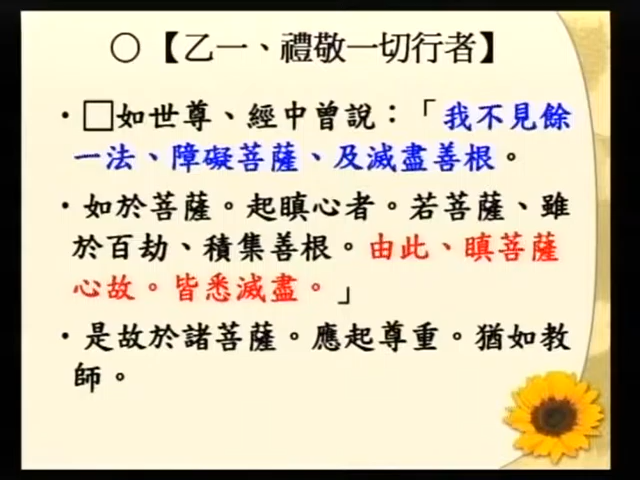 ○【乙一、禮敬一切行者】
•□如世尊、經中曾說：「我不見餘
一法、障礙菩薩、及滅盡善根。
•如於菩薩。起瞋心者。若菩薩、雖
於百劫、積集善根。由此、瞋菩薩
心故。皆悉滅盡。」
•是故於諸菩薩。應起尊重。猶如教
師。